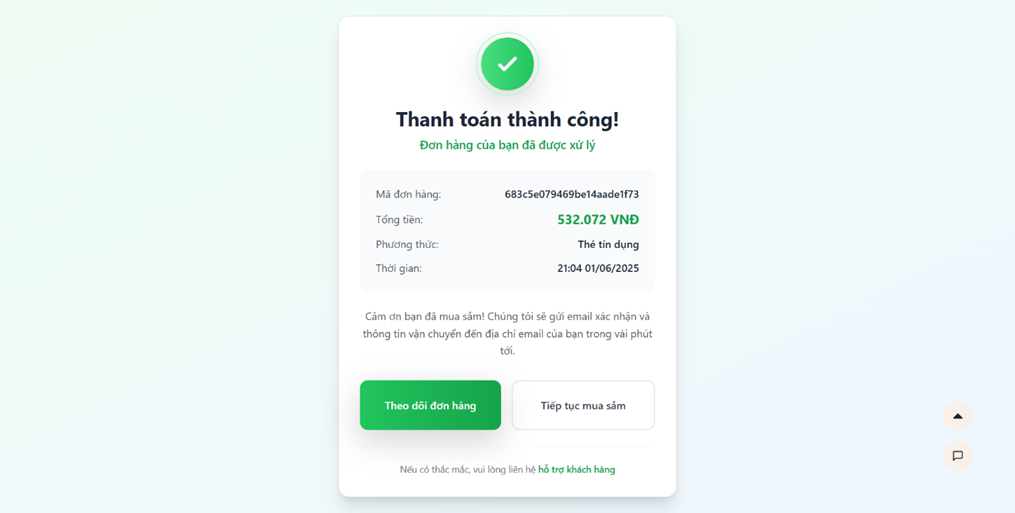 Thanh toán thành công!
Đơn hàng của bạn đã được xử lý
Mã đơn hàng: 683c5e079469be14aade1f73
Tổng tiền: 532.072 VNĐ
Phương thức: Thẻ tín dụng
Thời gian: 21:04 01/06/2025
Cảm ơn bạn đã mua sắm! Chúng tôi sẽ gửi email xác nhận và
thông tin vận chuyển đến địa chỉ email của bạn trong vài phút
tới.
Theo dõi đơn hàng Tiếp tục mua sắm
Nếu có thắc mắc, vui lòng liên hệ hỗ trợ khách hàng